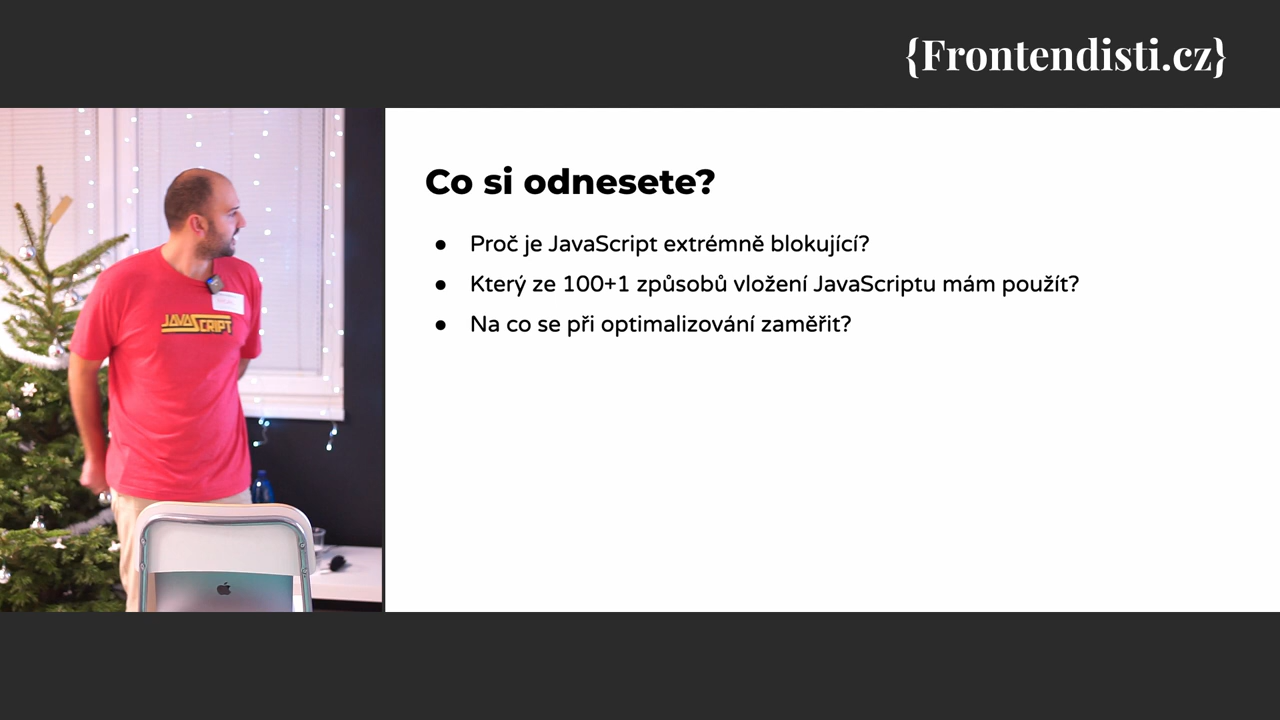 {Frontendisti.cz}
Co si odnesete?
● Proč je JavaScript extrémně blokující?
● Který ze 100+1 způsobů vložení JavaScriptu mám použít?
● Na co se při optimalizování zaměřit?
JAVASCRIPT